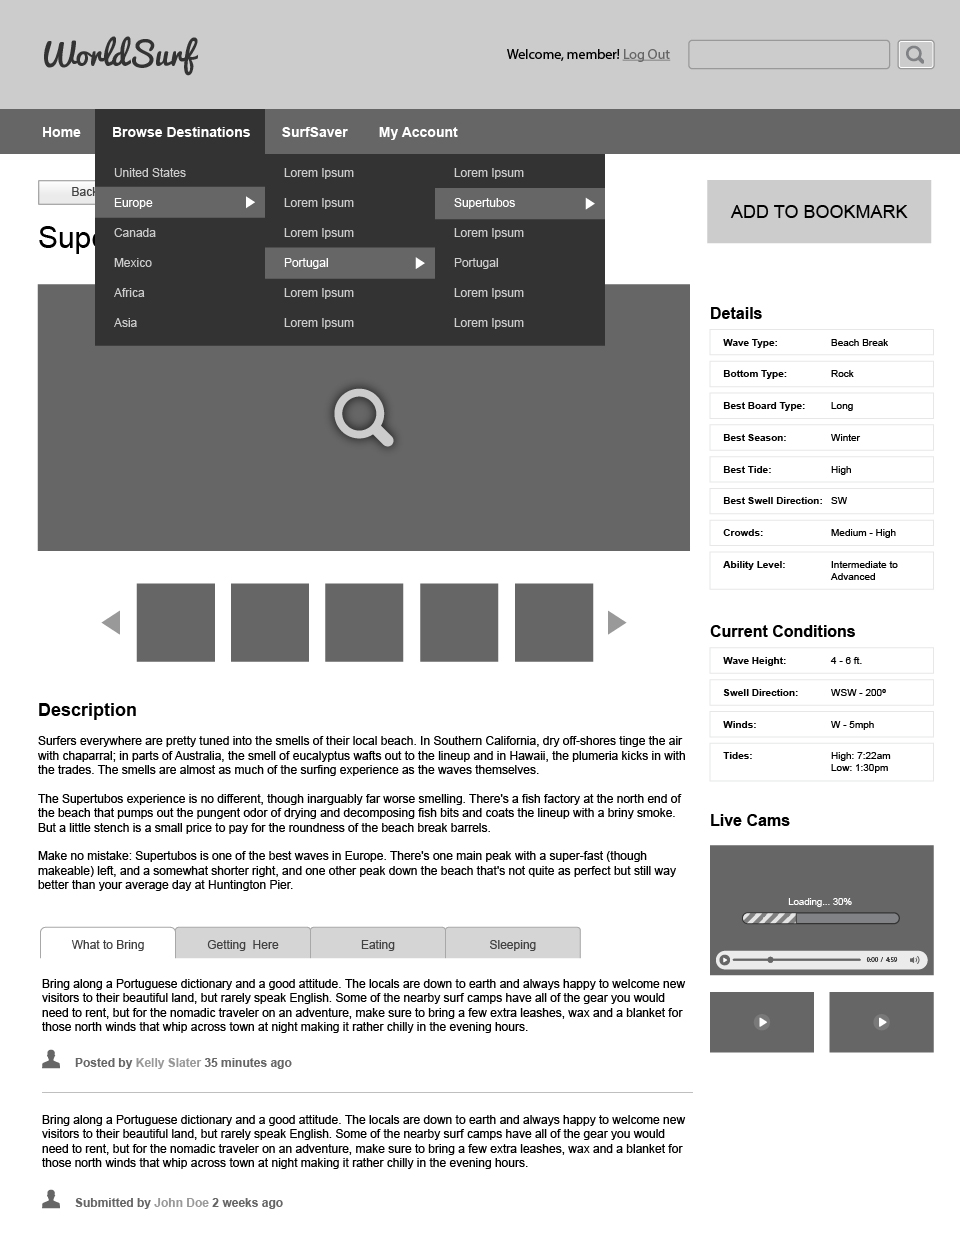 WorldSurf
Welcome, member! Log Out
Home Browse Destinations SurfSaver My Account
United States Lorem Ipsum Lorem Ipsum
Europe Lorem Ipsum Supertubos
Canada Lorem Ipsum Lorem Ipsum
Mexico Portugal Portugal
Africa Lorem Ipsum Lorem Ipsum
Asia Lorem Ipsum Lorem Ipsum
Back
Supe
ADD TO BOOKMARK
Details
Wave Type: Beach Break
Bottom Type: Rock
Best Board Type: Long
Best Season: Winter
Best Tide: High
Best Swell Direction: SW
Crowds: Medium - High
Ability Level: Intermediate to
Advanced
Current Conditions
Wave Height: 4 - 6 ft.
Swell Direction: WSW - 200º
Winds: W - 5mph
Tides: High: 7:22am
Low: 1:30pm
Live Cams
Loading... 30%
0:00 / 4:59
Description
Surfers everywhere are pretty tuned into the smells of their local beach. In Southern California, dry off-shores tinge the air
with chaparral; in parts of Australia, the smell of eucalyptus wafts out to the lineup and in Hawaii, the plumeria kicks in with
the trades. The smells are almost as much of the surfing experience as the waves themselves.
The Supertubos experience is no different, though inarguably far worse smelling. There's a fish factory at the north end of
the beach that pumps out the pungent odor of drying and decomposing fish bits and coats the lineup with a briny smoke.
But a little stench is a small price to pay for the roundness of the beach break barrels.
Make no mistake: Supertubos is one of the best waves in Europe. There's one main peak with a super-fast (though
makeable) left, and a somewhat shorter right, and one other peak down the beach that's not quite as perfect but still way
better than your average day at Huntington Pier.
What to Bring Getting Here Eating Sleeping
Bring along a Portuguese dictionary and a good attitude. The locals are down to earth and always happy to welcome new
visitors to their beautiful land, but rarely speak English. Some of the nearby surf camps have all of the gear you would
need to rent, but for the nomadic traveler on an adventure, make sure to bring a few extra leashes, wax and a blanket for
those north winds that whip across town at night making it rather chilly in the evening hours.
Posted by Kelly Slater 35 minutes ago
Bring along a Portuguese dictionary and a good attitude. The locals are down to earth and always happy to welcome new
visitors to their beautiful land, but rarely speak English. Some of the nearby surf camps have all of the gear you would
need to rent, but for the nomadic traveler on an adventure, make sure to bring a few extra leashes, wax and a blanket for
those north winds that whip across town at night making it rather chilly in the evening hours.
Submitted by John Doe 2 weeks ago